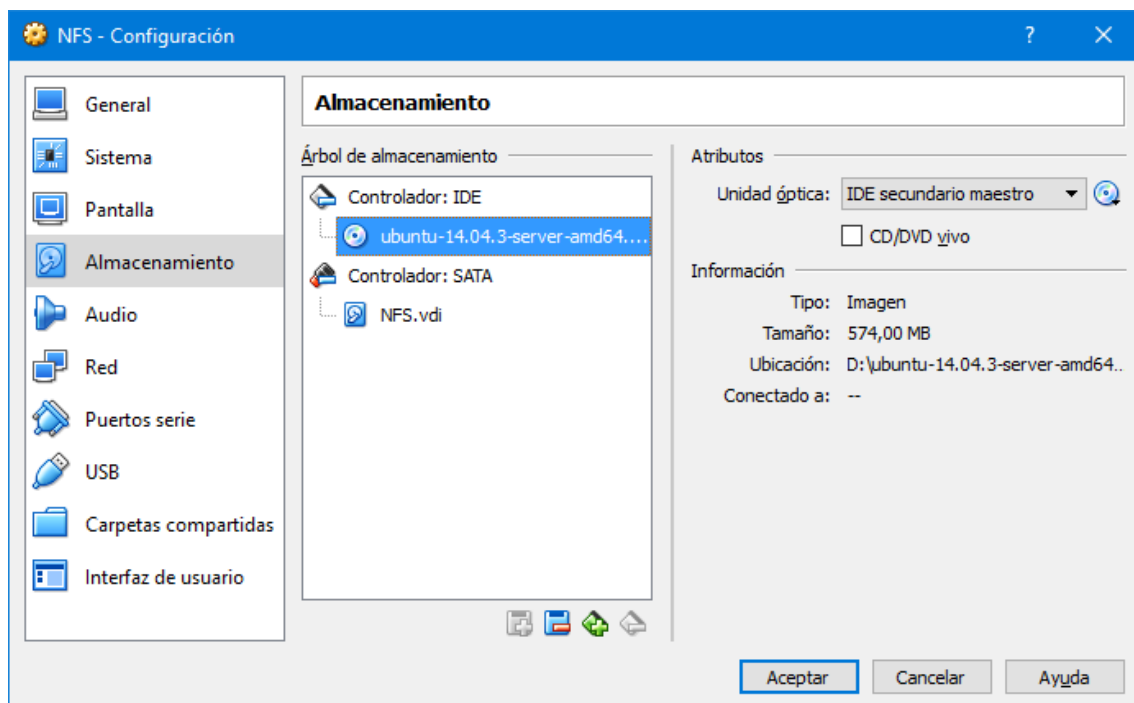 NFS - Configuración
General
Sistema
Pantalla
Almacenamiento
Audio
Red
Puertos serie
USB
Carpetas compartidas
Interfaz de usuario
Almacenamiento
Árbol de almacenamiento
Controlador: IDE
ubuntu-14.04.3-server-amd64....
Controlador: SATA
NFS.vdi
Atributos
Unidad óptica: IDE secundario maestro
CD/DVD vivo
Información
Tipo: Imagen
Tamaño: 574,00 MB
Ubicación: D:\ubuntu-14.04.3-server-amd64..
Conectado a: --
Aceptar Cancelar Ayuda